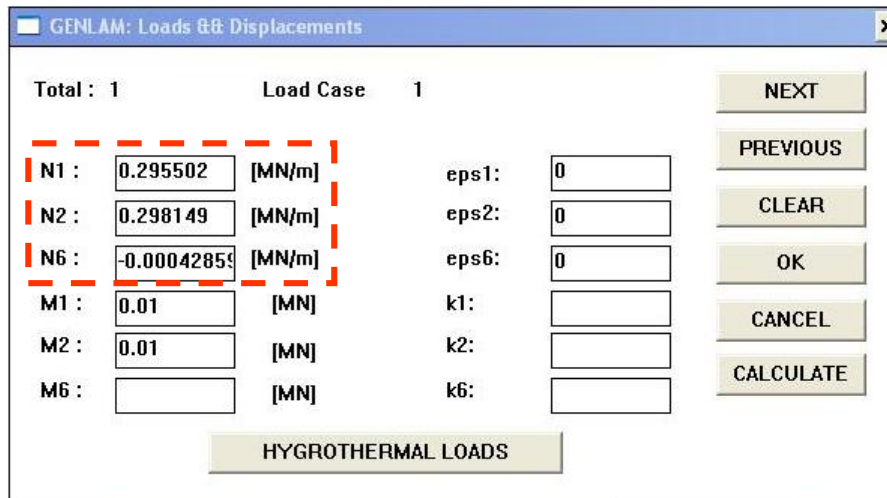 GENLAM: Loads && Displacements
Total : 1 Load Case 1 NEXT
PREVIOUS
N1 : 0.295502 [MN/m] eps1: 0
N2 : 0.298149 [MN/m] eps2: 0 CLEAR
N6 : -0.00042859 [MN/m] eps6: 0 OK
M1 : 0.01 [MN] k1:
CANCEL
M2 : 0.01 [MN] k2:
CALCULATE
M6 : [MN] k6:
HYGROTHERMAL LOADS